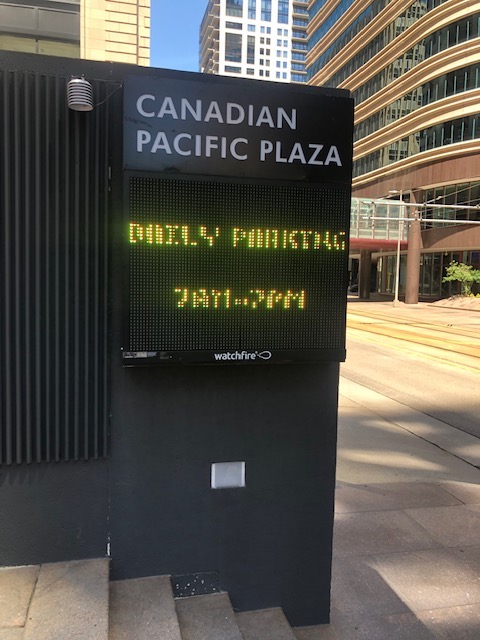 CANADIAN
PACIFIC PLAZA
DAILY PARKING
7AM-7PM
watchfire